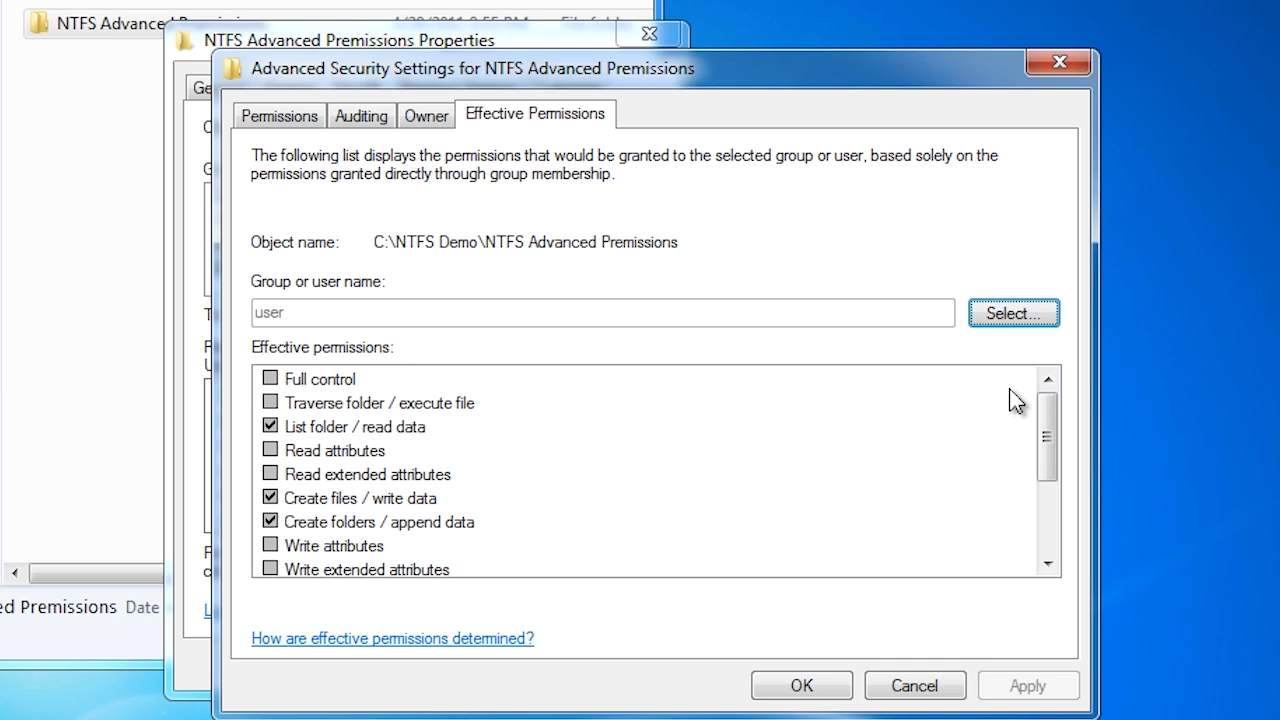 NTFS Advanced
NTFS Advanced Premissions Properties
Advanced Security Settings for NTFS Advanced Premissions
Ge
Permissions
Auditing
Owner
Effective Permissions
The following list displays the permissions that would be granted to the selected group or user, based solely on the
permissions granted directly through group membership.
Object name: C:\NTFS Demo\NTFS Advanced Premissions
Group or user name:
user
Select...
Effective permissions:
Full control
Traverse folder / execute file
List folder / read data
Read attributes
Read extended attributes
Create files / write data
Create folders / append data
Write attributes
Write extended attributes
ed Premissions Date
How are effective permissions determined?
OK
Cancel
Apply